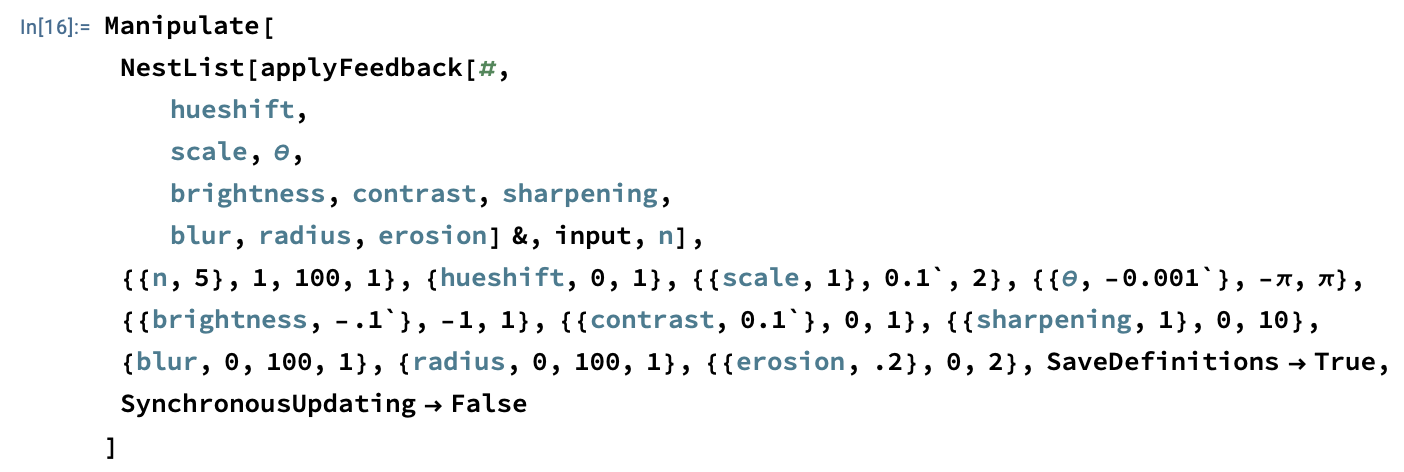 In[16]:= Manipulate[
NestList[applyFeedback[#,
hueshift,
scale, θ,
brightness, contrast, sharpening,
blur, radius, erosion] &, input, n],
{{n, 5}, 1, 100, 1}, {hueshift, 0, 1}, {{scale, 1}, 0.1`, 2}, {{θ, -0.001`}, -π, π},
{{brightness, -.1`}, -1, 1}, {{contrast, 0.1`}, 0, 1}, {{sharpening, 1}, 0, 10},
{blur, 0, 100, 1}, {radius, 0, 100, 1}, {{erosion, .2}, 0, 2}, SaveDefinitions → True,
SynchronousUpdating → False
]